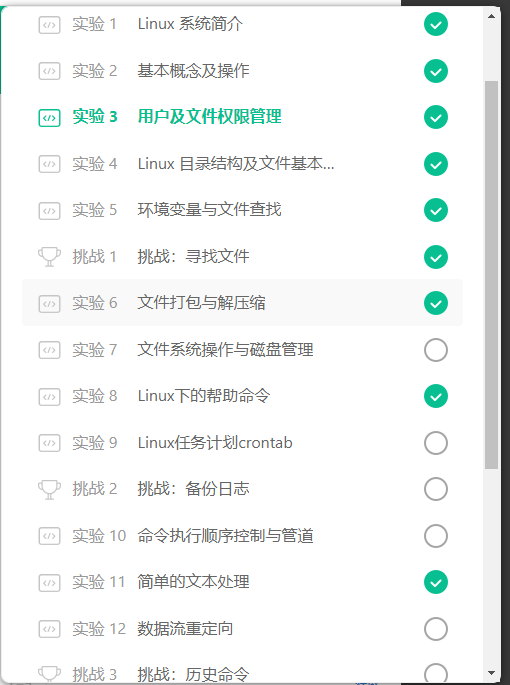 实验 1 Linux 系统简介
实验 2 基本概念及操作
实验 3 用户及文件权限管理
实验 4 Linux 目录结构及文件基本...
实验 5 环境变量与文件查找
挑战 1 挑战：寻找文件
实验 6 文件打包与解压缩
实验 7 文件系统操作与磁盘管理
实验 8 Linux下的帮助命令
实验 9 Linux任务计划crontab
挑战 2 挑战：备份日志
实验 10 命令执行顺序控制与管道
实验 11 简单的文本处理
实验 12 数据流重定向
挑战 3 挑战：历史命令